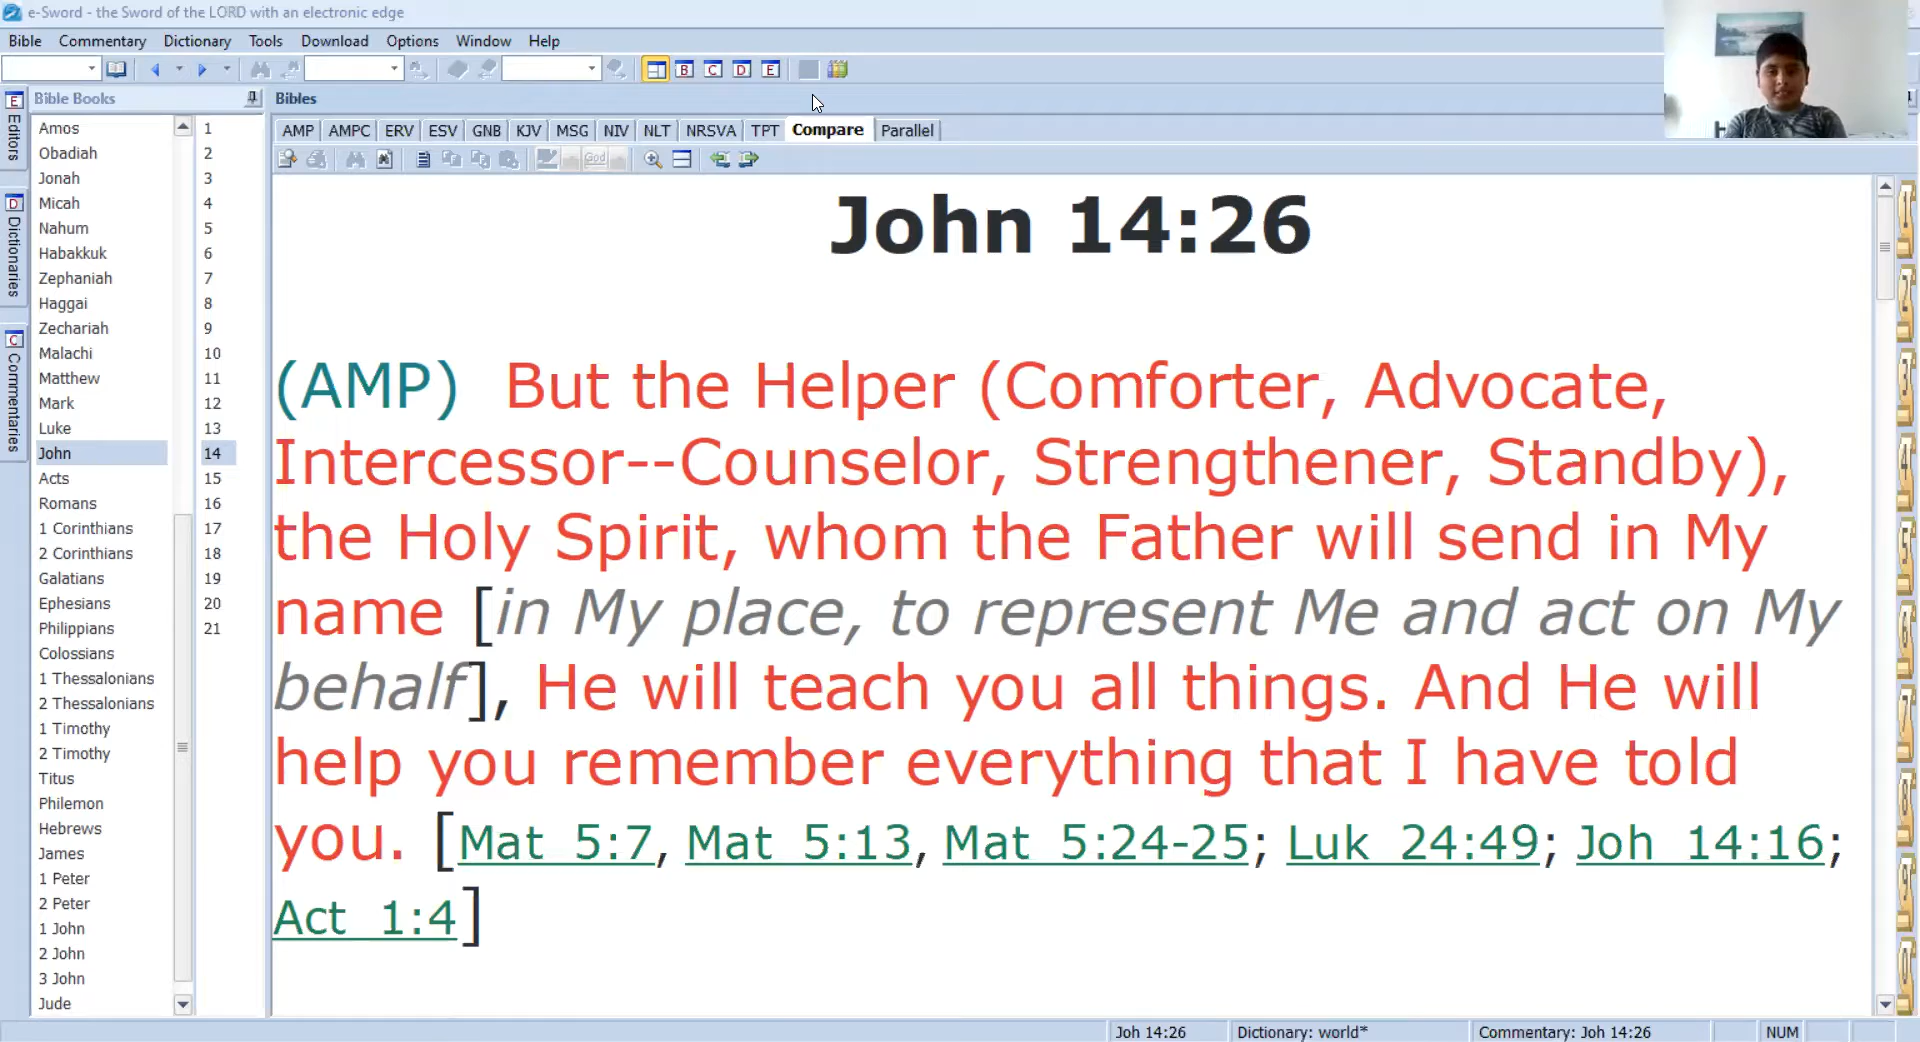 e-Sword - the Sword of the LORD with an electronic edge
Bible Commentary Dictionary Tools Download Options Window Help
B C D E
E Editors
D Dictionaries
C Commentaries
Bible Books
Amos
Obadiah
Jonah
Micah
Nahum
Habakkuk
Zephaniah
Haggai
Zechariah
Malachi
Matthew
Mark
Luke
John
Acts
Romans
1 Corinthians
2 Corinthians
Galatians
Ephesians
Philippians
Colossians
1 Thessalonians
2 Thessalonians
1 Timothy
2 Timothy
Titus
Philemon
Hebrews
James
1 Peter
2 Peter
1 John
2 John
3 John
Jude
1
2
3
4
5
6
7
8
9
10
11
12
13
14
15
16
17
18
19
20
21
Bibles
AMP AMPC ERV ESV GNB KJV MSG NIV NLT NRSVA TPT Compare Parallel
God
John 14:26
(AMP) But the Helper (Comforter, Advocate,
Intercessor--Counselor, Strengthener, Standby),
the Holy Spirit, whom the Father will send in My
name [in My place, to represent Me and act on My
behalf], He will teach you all things. And He will
help you remember everything that I have told
you. [Mat 5:7, Mat 5:13, Mat 5:24-25; Luk 24:49; Joh 14:16;
Act 1:4]
Joh 14:26 Dictionary: world* Commentary: Joh 14:26 NUM